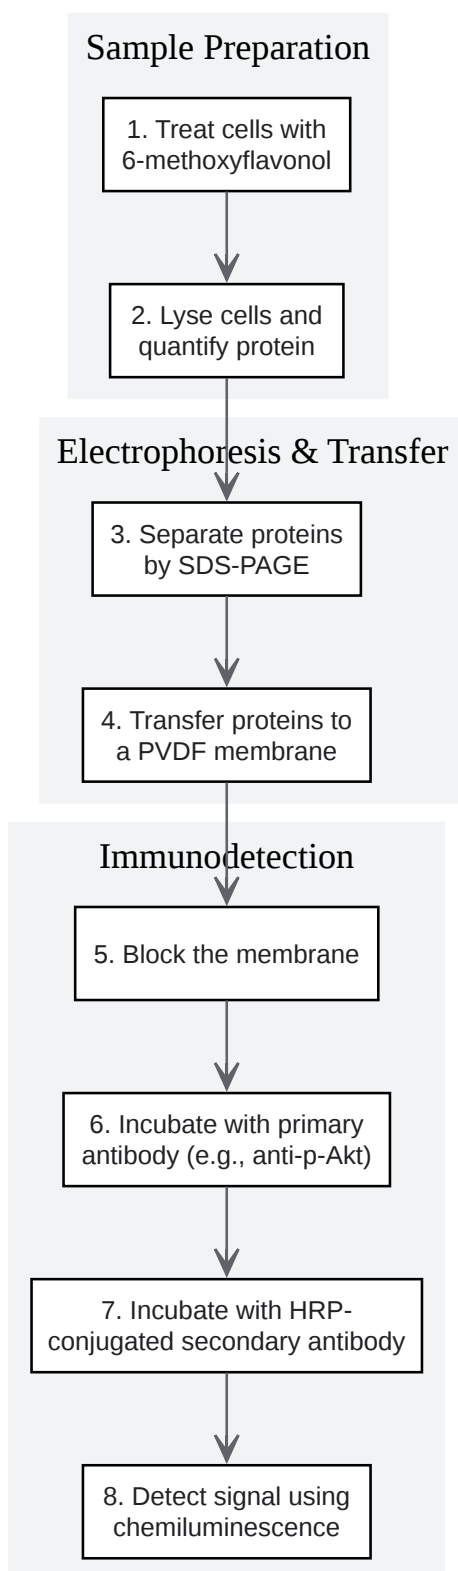 Sample Preparation
1. Treat cells with
6-methoxyflavonol
2. Lyse cells and
quantify protein
Electrophoresis & Transfer
3. Separate proteins
by SDS-PAGE
4. Transfer proteins to
a PVDF membrane
Immunodetection
5. Block the membrane
6. Incubate with primary
antibody (e.g., anti-p-Akt)
7. Incubate with HRP-
conjugated secondary antibody
8. Detect signal using
chemiluminescence